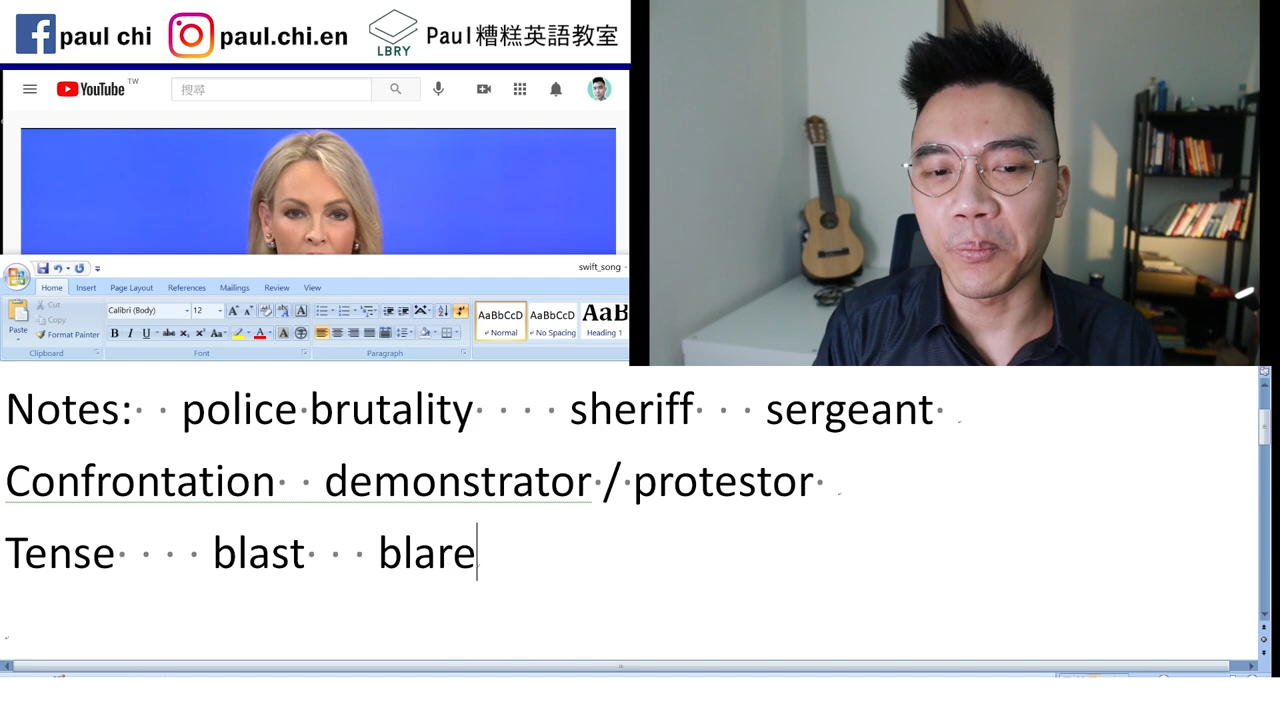 paul chi paul.chi.en LBRY Paul糟糕英語教室
YouTube TW 搜尋
swift_song -
Home Insert Page Layout References Mailings Review View
Paste Cut Copy Format Painter
Calibri (Body) 12
AaBbCcD AaBbCcD AaB
Normal No Spacing Heading 1
Clipboard Font Paragraph
Notes: police brutality sheriff sergeant
Confrontation demonstrator / protestor
Tense blast blare